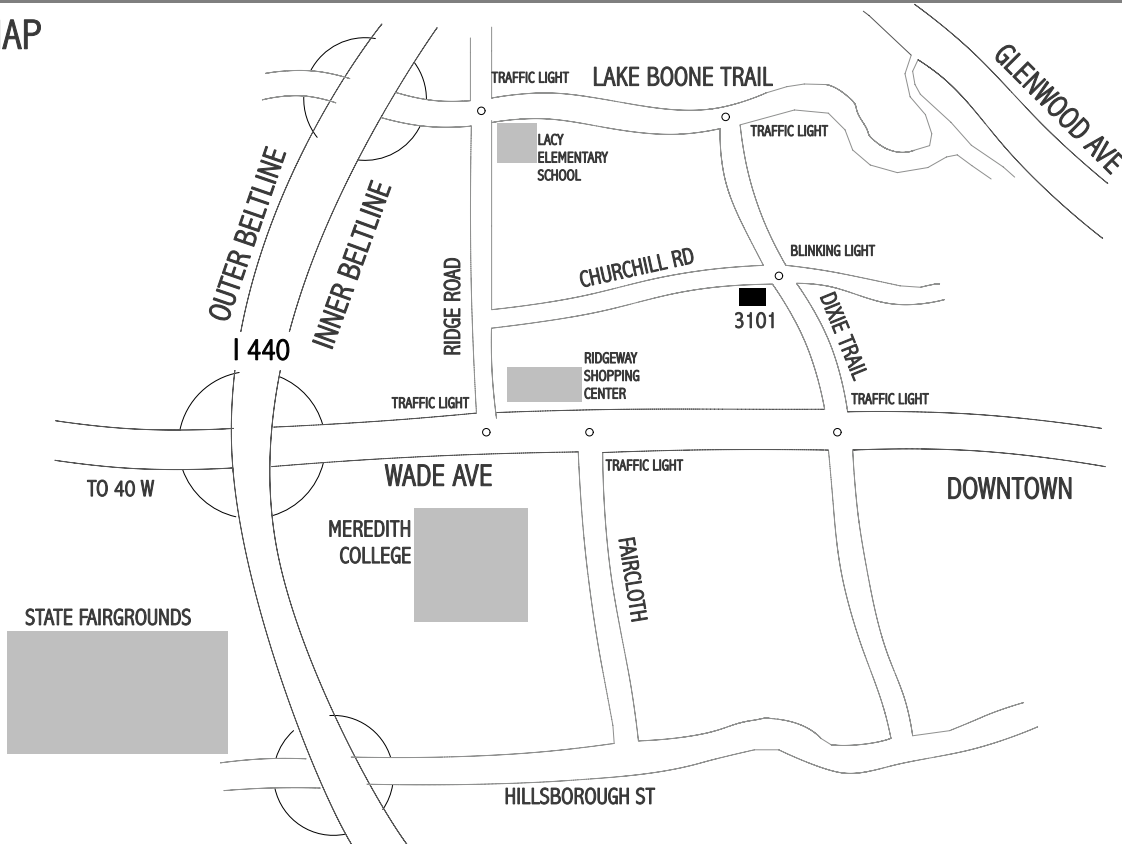 AP
TRAFFIC LIGHT
LAKE BOONE TRAIL
GLENWOOD AVE
TRAFFIC LIGHT
LACY
ELEMENTARY
SCHOOL
OUTER BELTLINE
INNER BELTLINE
RIDGE ROAD
CHURCHILL RD
BLINKING LIGHT
3101
DIXIE TRAIL
I 440
RIDGEWAY
SHOPPING
CENTER
TRAFFIC LIGHT
TRAFFIC LIGHT
TRAFFIC LIGHT
WADE AVE
TO 40 W
DOWNTOWN
MEREDITH
COLLEGE
FAIRCLOTH
STATE FAIRGROUNDS
HILLSBOROUGH ST